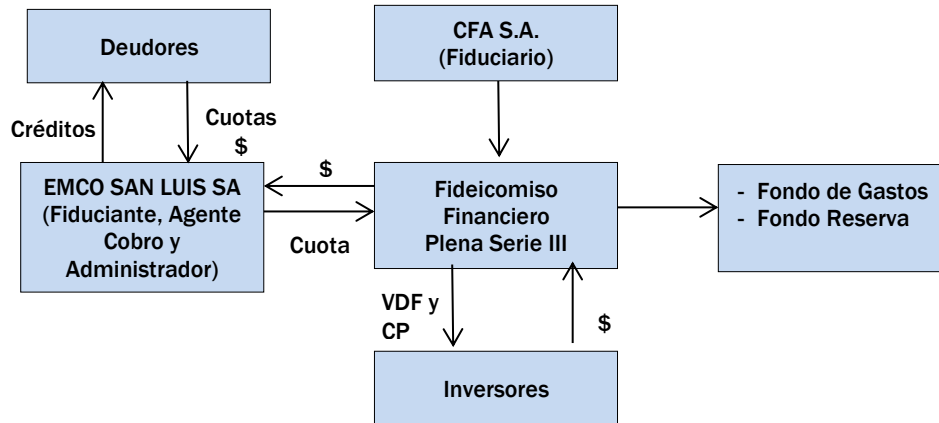 Deudores
CFA S.A.
(Fiduciario)
Créditos
Cuotas
$
EMCO SAN LUIS SA
(Fiduciante, Agente
Cobro y
Administrador)
$
Cuota
Fideicomiso
Financiero
Plena Serie III
- Fondo de Gastos
- Fondo Reserva
VDF y
CP
$
Inversores